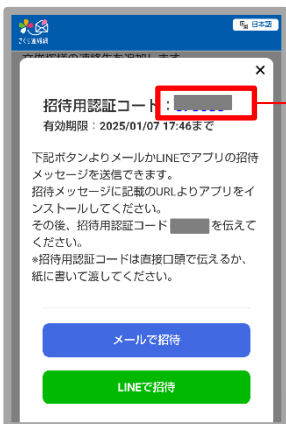 さくら連絡網
日本語
×
招待用認証コード：
有効期限：2025/01/07 17:46まで
下記ボタンよりメールかLINEでアプリの招待
メッセージを送信できます。
招待メッセージに記載のURLよりアプリをイ
ンストールしてください。
その後、招待用認証コード を伝えて
ください。
*招待用認証コードは直接口頭で伝えるか、
紙に書いて渡してください。
メールで招待
LINEで招待